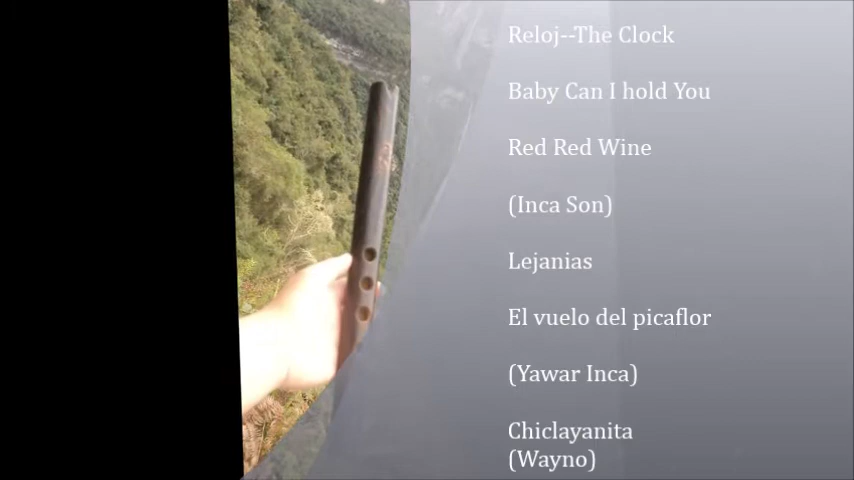 Reloj--The Clock
Baby Can I hold You
Red Red Wine
(Inca Son)
Lejanias
El vuelo del picaflor
(Yawar Inca)
Chiclayanita
(Wayno)